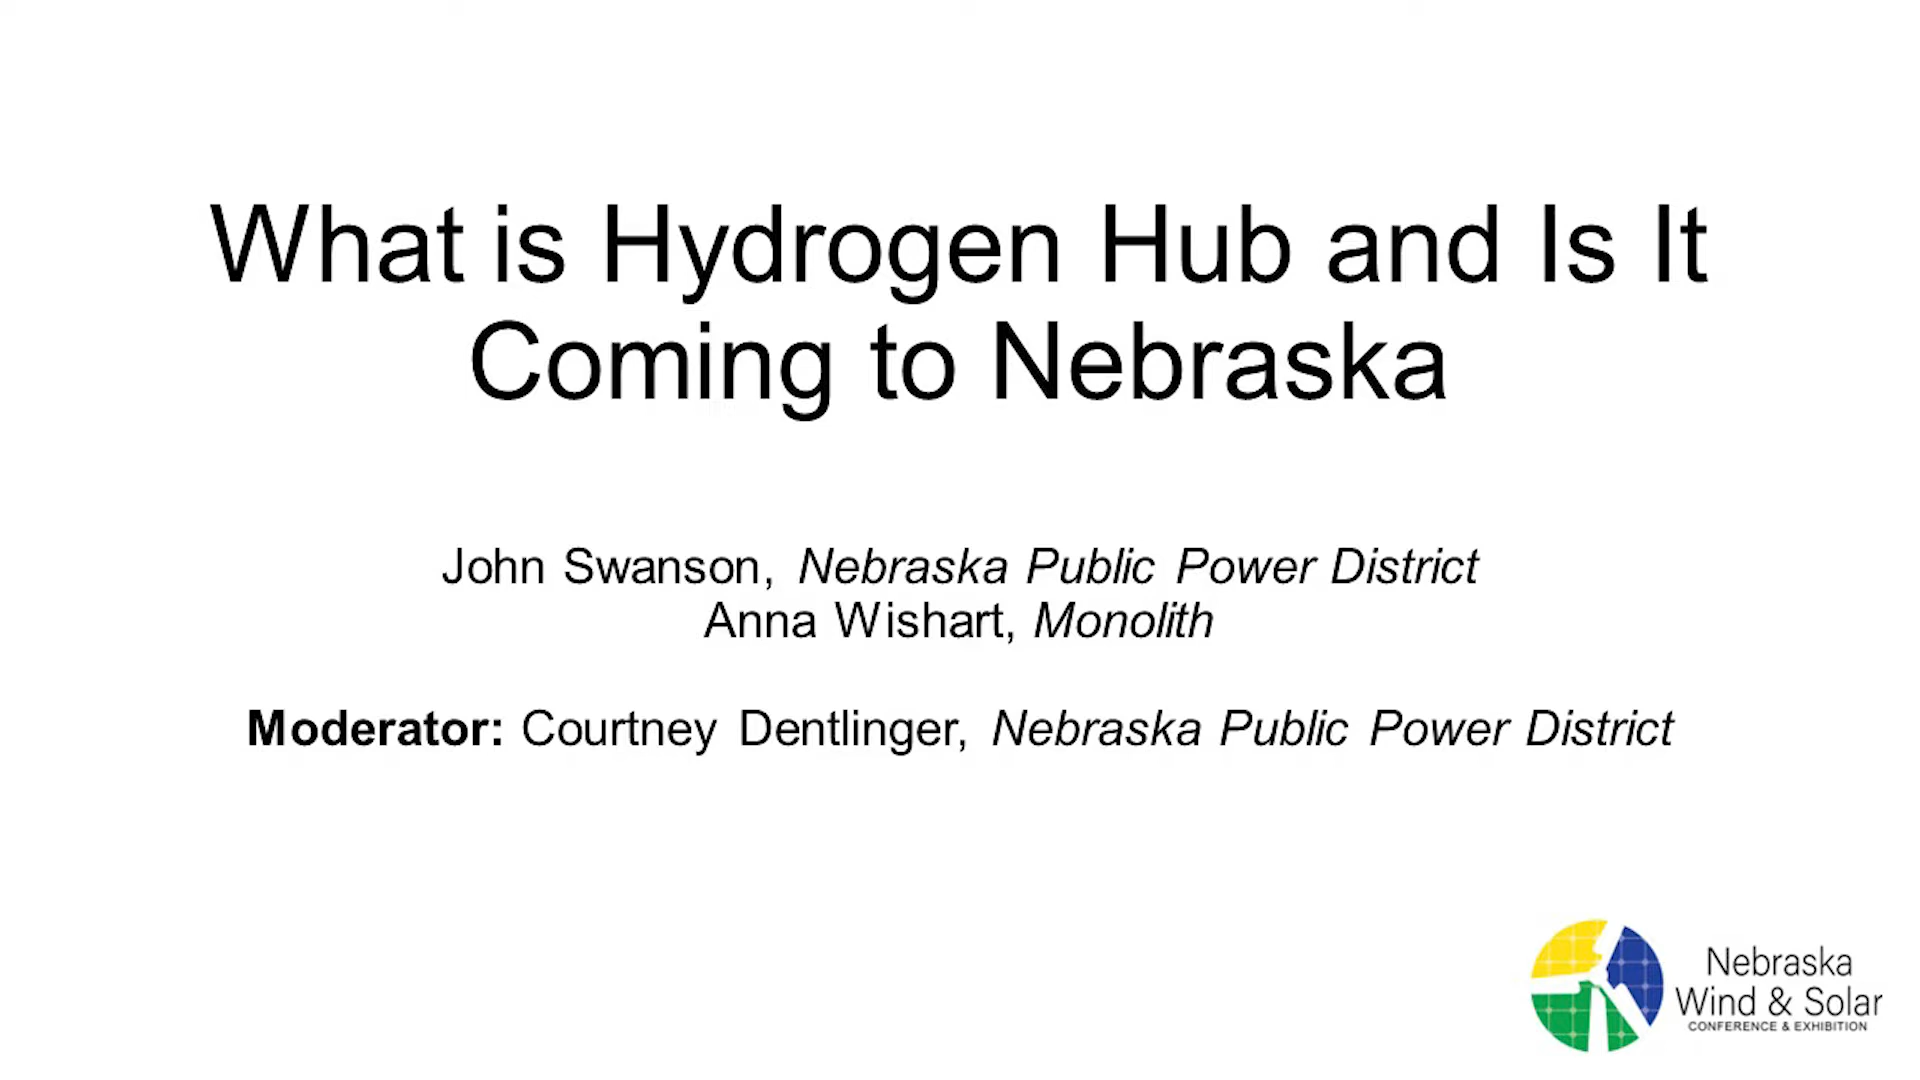 What is Hydrogen Hub and Is It
Coming to Nebraska
John Swanson, Nebraska Public Power District
Anna Wishart, Monolith
Moderator: Courtney Dentlinger, Nebraska Public Power District
Nebraska
Wind & Solar
CONFERENCE & EXHIBITION